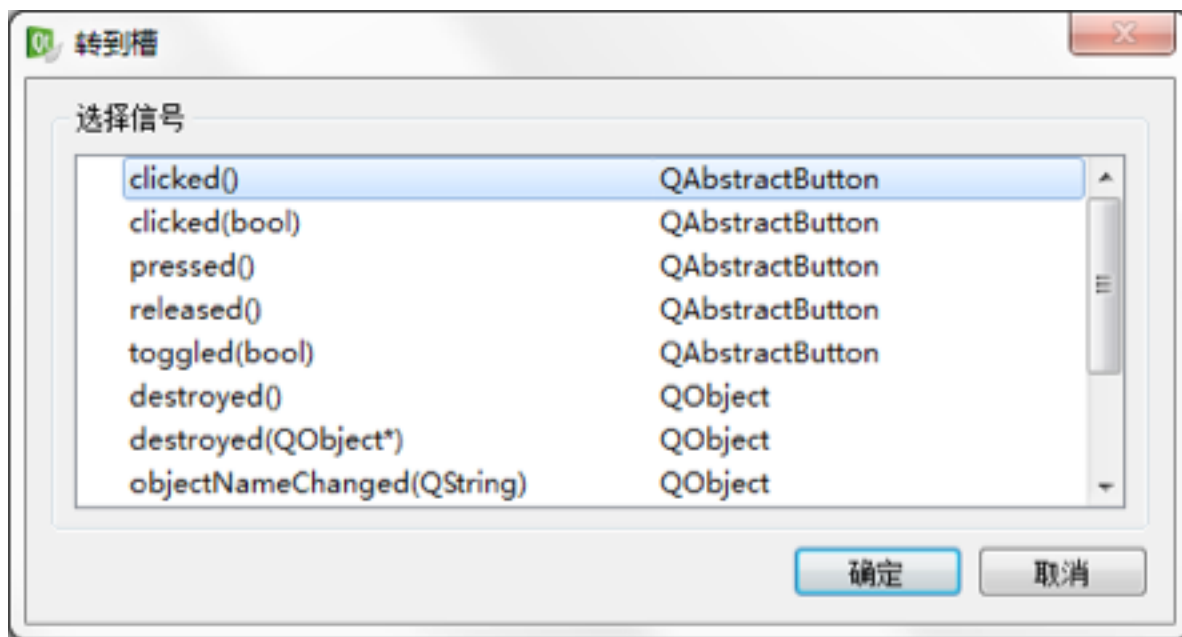 转到槽
选择信号
clicked() QAbstractButton
clicked(bool) QAbstractButton
pressed() QAbstractButton
released() QAbstractButton
toggled(bool) QAbstractButton
destroyed() QObject
destroyed(QObject*) QObject
objectNameChanged(QString) QObject
确定 取消